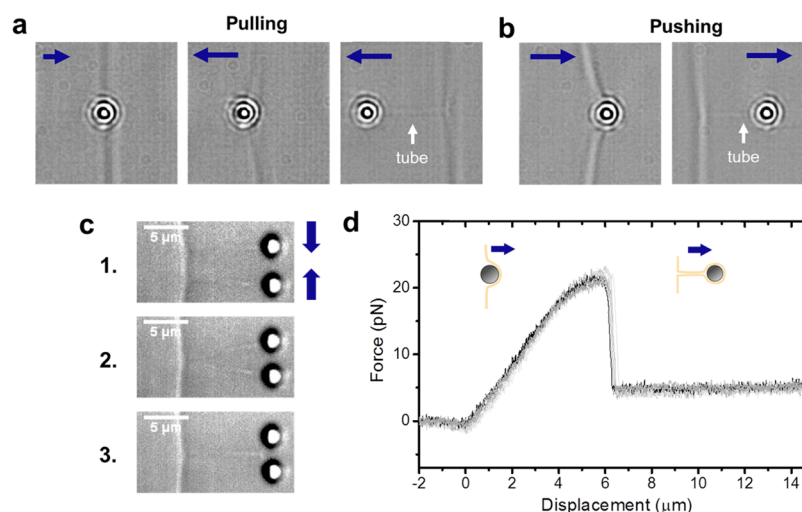 a
Pulling
tube
b
Pushing
tube
c
1.
5 µm
2.
5 µm
3.
5 µm
d
Force (pN)
30
20
10
0
-2 0 2 4 6 8 10 12 14
Displacement (µm)